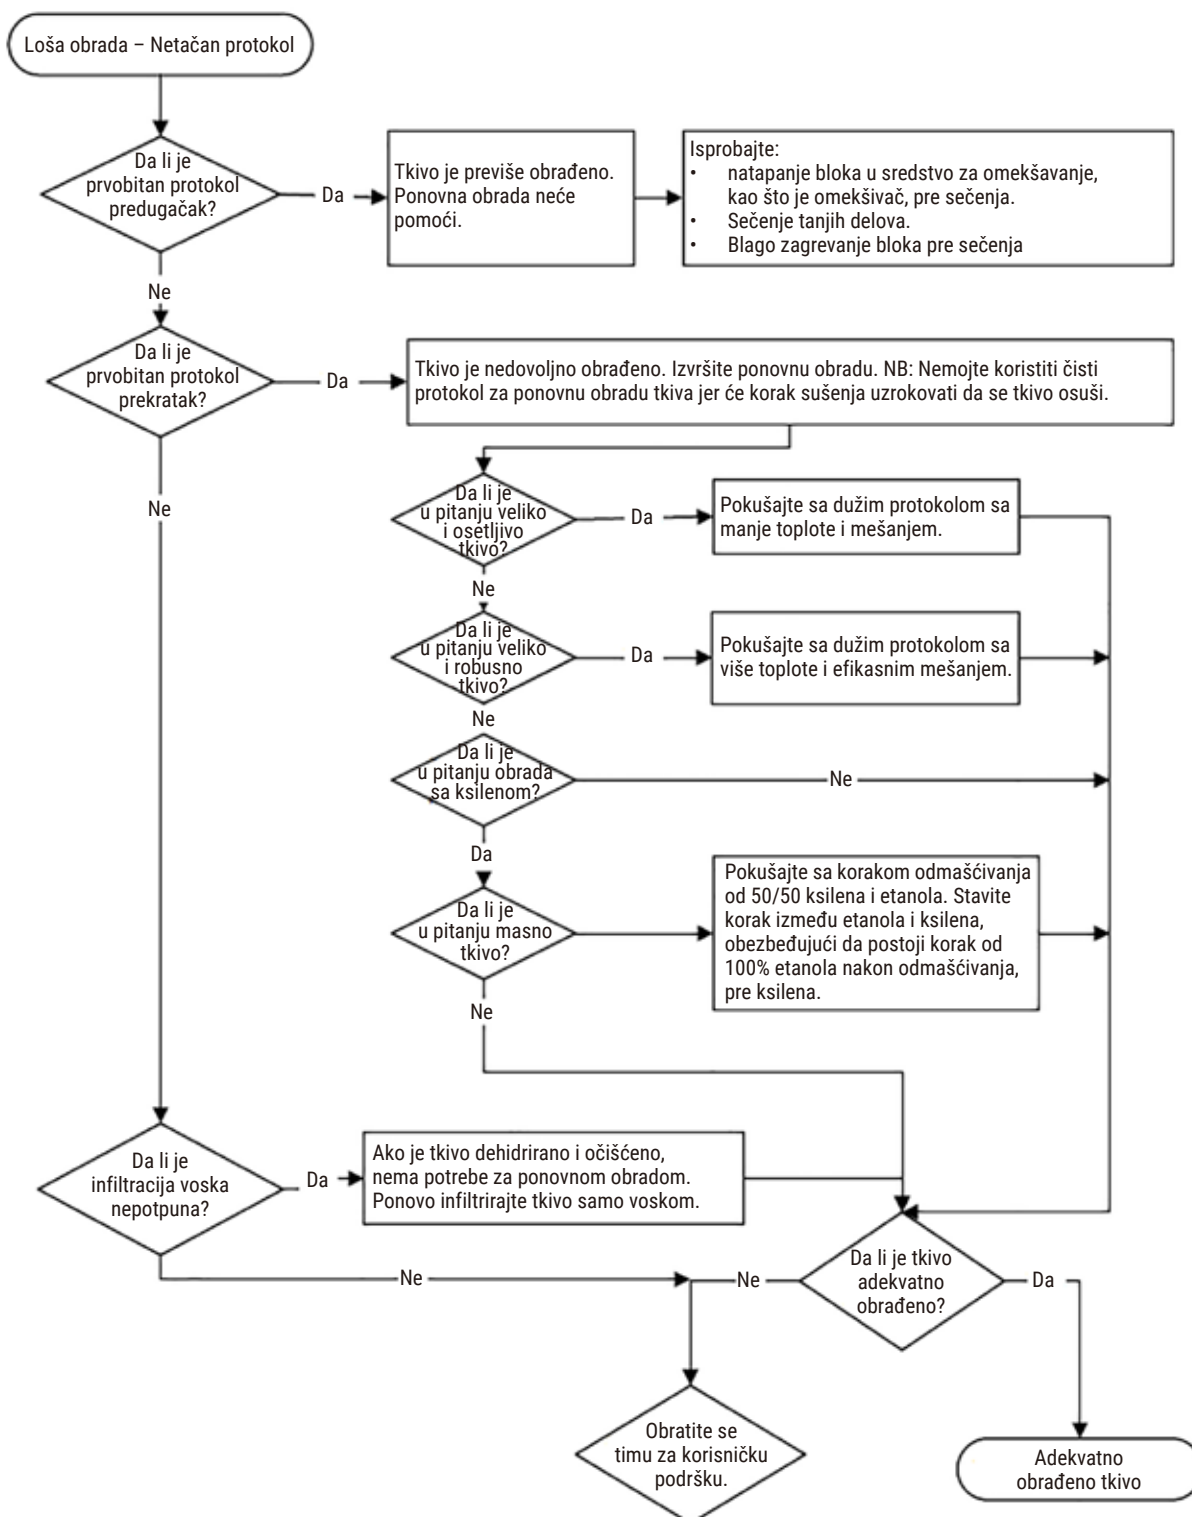 Loša obrada – Netačan protokol
Da li je
prvobitan protokol
predugačak?
Da
Tkivo je previše obrađeno.
Ponovna obrada neće
pomoći.
Isprobajte:
• natapanje bloka u sredstvo za omekšavanje,
kao što je omekšivač, pre sečenja.
• Sečenje tanjih delova.
• Blago zagrevanje bloka pre sečenja
Ne
Da li je
prvobitan protokol
prekratak?
Da
Tkivo je nedovoljno obrađeno. Izvršite ponovnu obradu. NB: Nemojte koristiti čisti
protokol za ponovnu obradu tkiva jer će korak sušenja uzrokovati da se tkivo osuši.
Ne
Da li je
u pitanju veliko
i osetljivo
tkivo?
Da
Pokušajte sa dužim protokolom sa
manje toplote i mešanjem.
Ne
Da li je
u pitanju veliko
i robusno
tkivo?
Da
Pokušajte sa dužim protokolom sa
više toplote i efikasnim mešanjem.
Ne
Da li je
u pitanju obrada
sa ksilenom?
Ne
Da
Da li je
u pitanju masno
tkivo?
Pokušajte sa korakom odmašćivanja
od 50/50 ksilena i etanola. Stavite
korak između etanola i ksilena,
obezbeđujući da postoji korak od
100% etanola nakon odmašćivanja,
pre ksilena.
Ne
Da li je
infiltracija voska
nepotpuna?
Da
Ako je tkivo dehidrirano i očišćeno,
nema potrebe za ponovnom obradom.
Ponovo infiltrirajte tkivo samo voskom.
Ne
Da li je tkivo
adekvatno
obrađeno?
Ne
Da
Obratite se
timu za korisničku
podršku.
Adekvatno
obrađeno tkivo